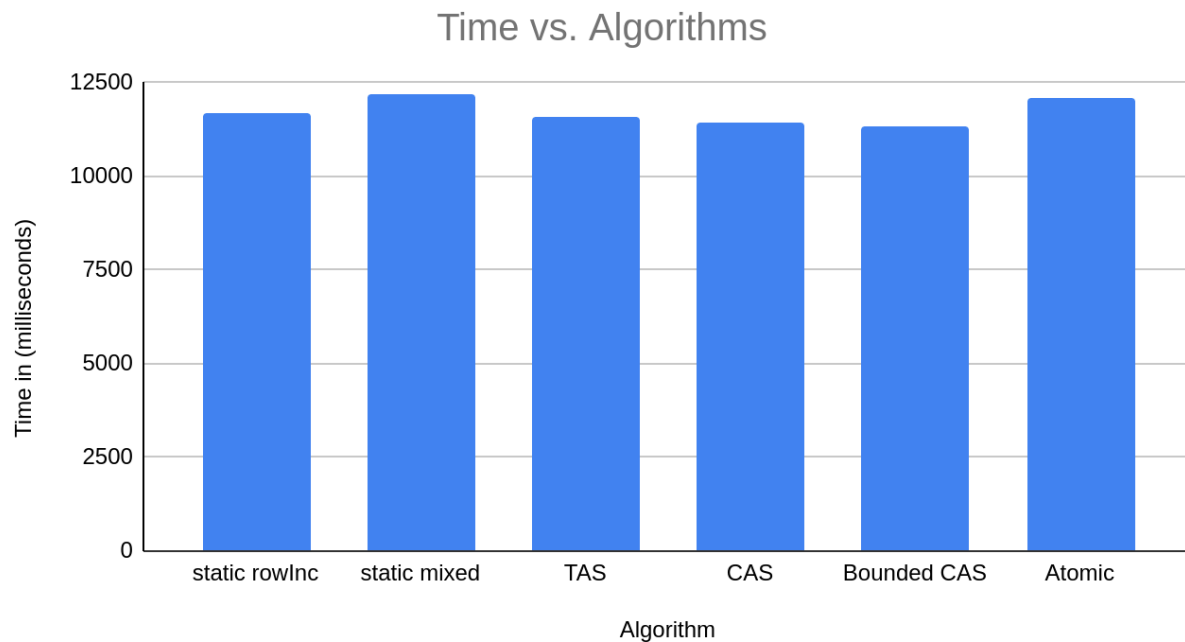 Time vs. Algorithms
Time in (milliseconds)
12500
10000
7500
5000
2500
0
static rowInc static mixed TAS CAS Bounded CAS Atomic
Algorithm